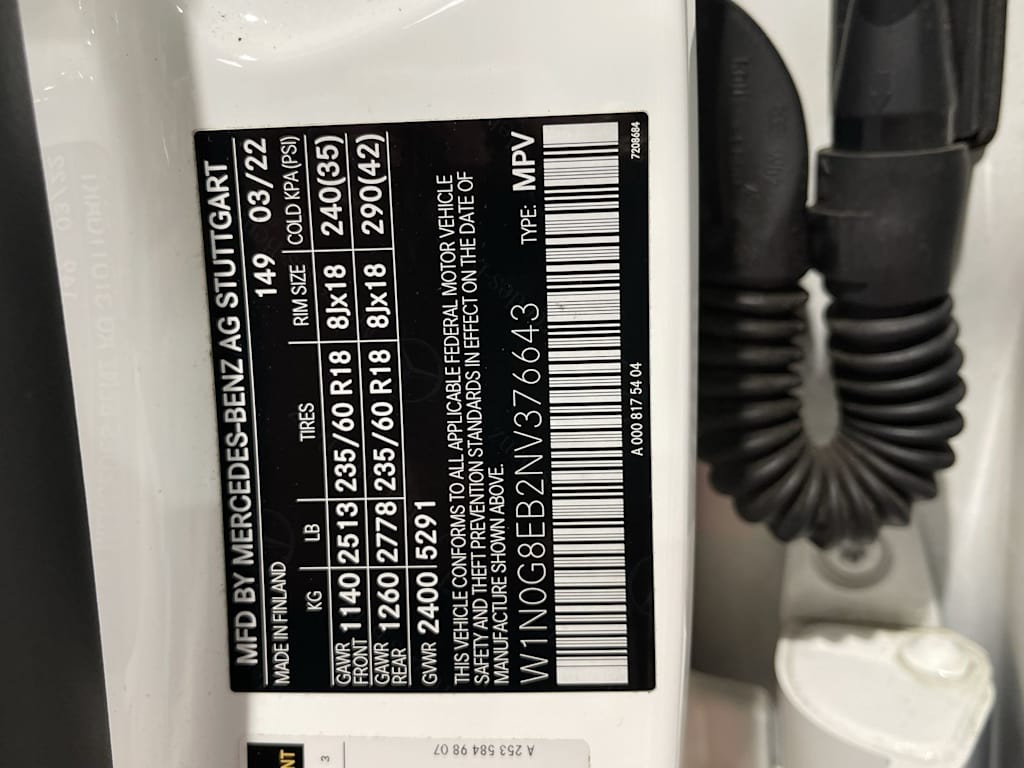 MFD BY MERCEDES-BENZ AG STUTTGART
MADE IN FINLAND 149 03/22
KG LB TIRES RIM SIZE COLD KPA (PSI)
GAWR FRONT 1140 2513 235/60 R18 8Jx18 240(35)
GAWR REAR 1260 2778 235/60 R18 8Jx18 290(42)
GVWR 2400 5291
THIS VEHICLE CONFORMS TO ALL APPLICABLE FEDERAL MOTOR VEHICLE
SAFETY AND THEFT PREVENTION STANDARDS IN EFFECT ON THE DATE OF
MANUFACTURE SHOWN ABOVE.
TYPE: MPV
W1N0G8EB2NV376643
A 000 817 54 04
7208684
A 253 584 98 07
3